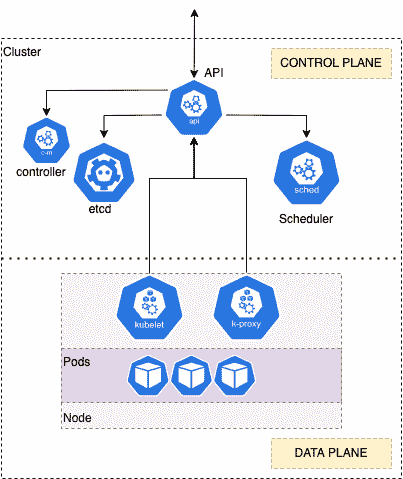 Cluster
CONTROL PLANE
API
api
c-m
controller
etcd
sched
Scheduler
kubelet
k-proxy
Pods
Node
DATA PLANE